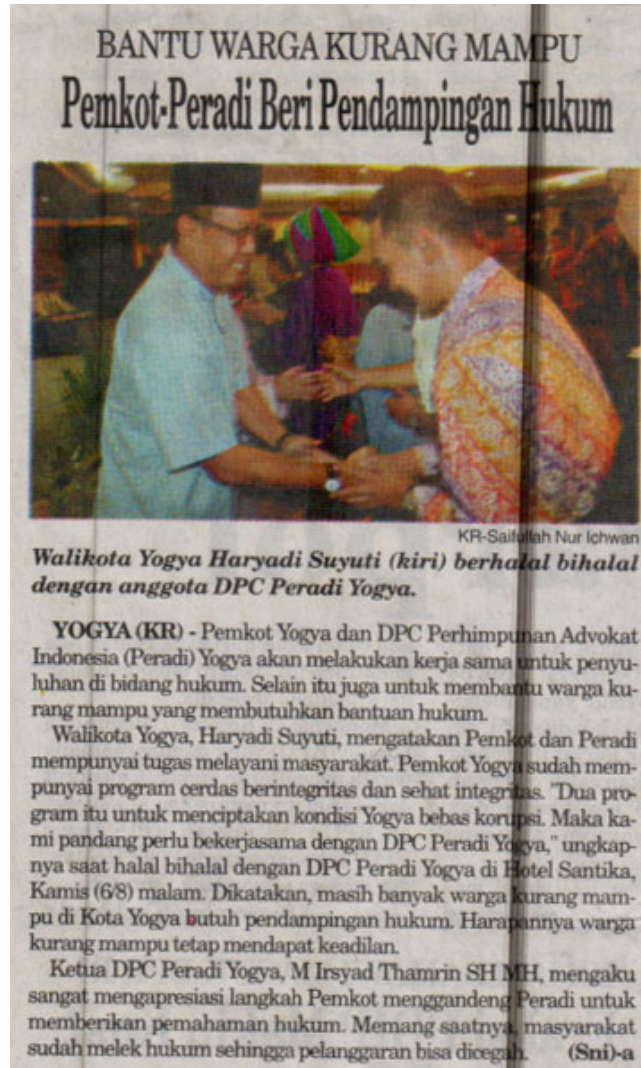 BANTU WARGA KURANG MAMPU
Pemkot-Peradi Beri Pendampingan Hukum
KR-Saifullah Nur Ichwan
Walikota Yogya Haryadi Suyuti (kiri) berhalal bihalal
dengan anggota DPC Peradi Yogya.
YOGYA (KR) - Pemkot Yogya dan DPC Perhimpunan Advokat
Indonesia (Peradi) Yogya akan melakukan kerja sama untuk penyu-
luhan di bidang hukum. Selain itu juga untuk membantu warga ku-
rang mampu yang membutuhkan bantuan hukum.
Walikota Yogya, Haryadi Suyuti, mengatakan Pemkot dan Peradi
mempunyai tugas melayani masyarakat. Pemkot Yogya sudah mem-
punyai program cerdas berintegritas dan sehat integritas. "Dua pro-
gram itu untuk menciptakan kondisi Yogya bebas korupsi. Maka ka-
mi pandang perlu bekerjasama dengan DPC Peradi Yogya," ungkap-
nya saat halal bihalal dengan DPC Peradi Yogya di Hotel Santika,
Kamis (6/8) malam. Dikatakan, masih banyak warga kurang mam-
pu di Kota Yogya butuh pendampingan hukum. Harapannya warga
kurang mampu tetap mendapat keadilan.
Ketua DPC Peradi Yogya, M Irsyad Thamrin SH MH, mengaku
sangat mengapresiasi langkah Pemkot menggandeng Peradi untuk
memberikan pemahaman hukum. Memang saatnya, masyarakat
sudah melek hukum sehingga pelanggaran bisa dicegah. (Sni)-a